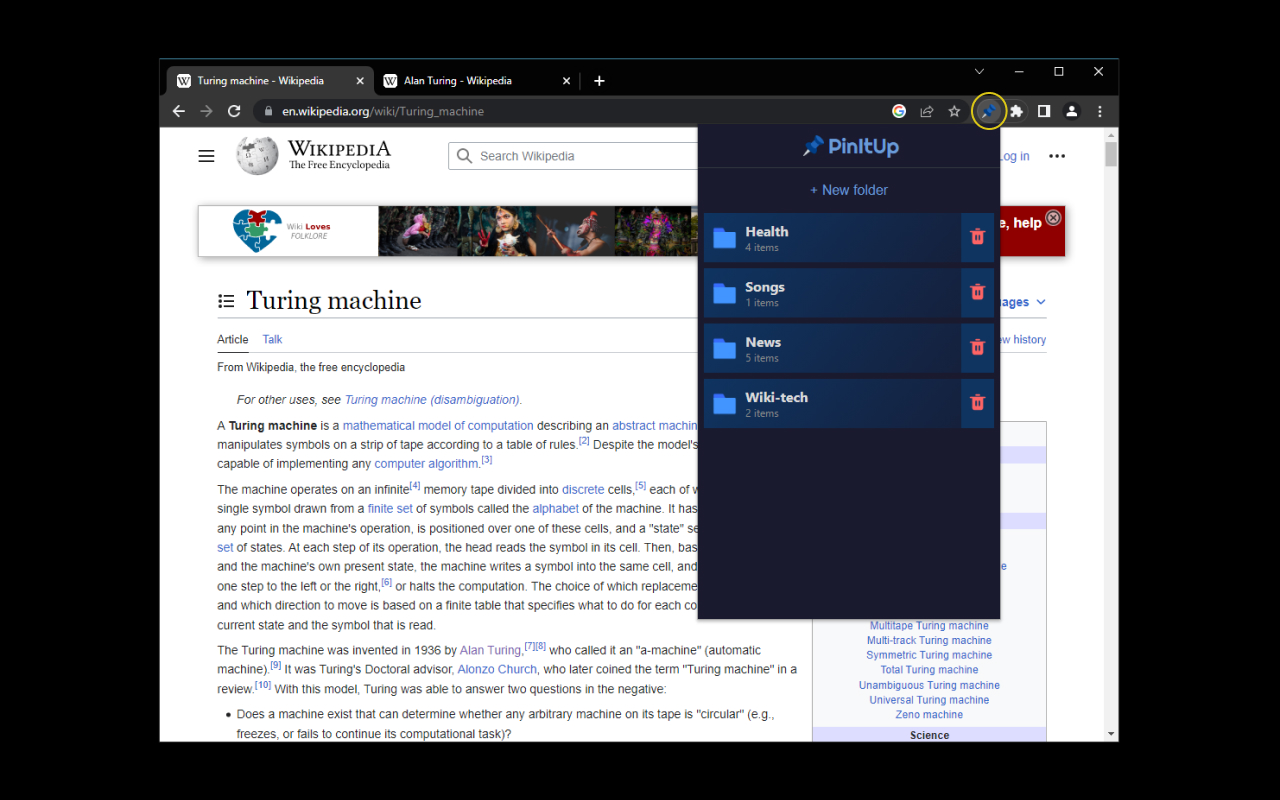 Turing machine - Wikipedia
Alan Turing - Wikipedia
en.wikipedia.org/wiki/Turing_machine
WIKIPEDIA
The Free Encyclopedia
Search Wikipedia
Log in
PinItUp
+ New folder
Health
4 items
Songs
1 items
News
5 items
Wiki-tech
2 items
Wiki Loves
FOLKLORE
e, help
Turing machine
ages
Article Talk
ew history
From Wikipedia, the free encyclopedia
For other uses, see Turing machine (disambiguation).
A Turing machine is a mathematical model of computation describing an abstract machin
manipulates symbols on a strip of tape according to a table of rules.[2] Despite the model's
capable of implementing any computer algorithm.[3]
The machine operates on an infinite[4] memory tape divided into discrete cells,[5] each of w
single symbol drawn from a finite set of symbols called the alphabet of the machine. It has
any point in the machine's operation, is positioned over one of these cells, and a "state" se
set of states. At each step of its operation, the head reads the symbol in its cell. Then, bas
and the machine's own present state, the machine writes a symbol into the same cell, and
one step to the left or the right,[6] or halts the computation. The choice of which replaceme
and which direction to move is based on a finite table that specifies what to do for each co
current state and the symbol that is read.
The Turing machine was invented in 1936 by Alan Turing,[7][8] who called it an "a-machine" (automatic
machine).[9] It was Turing's Doctoral advisor, Alonzo Church, who later coined the term "Turing machine" in a
review.[10] With this model, Turing was able to answer two questions in the negative:
• Does a machine exist that can determine whether any arbitrary machine on its tape is "circular" (e.g.,
freezes, or fails to continue its computational task)?
e
Multitape Turing machine
Multi-track Turing machine
Symmetric Turing machine
Total Turing machine
Unambiguous Turing machine
Universal Turing machine
Zeno machine
Science